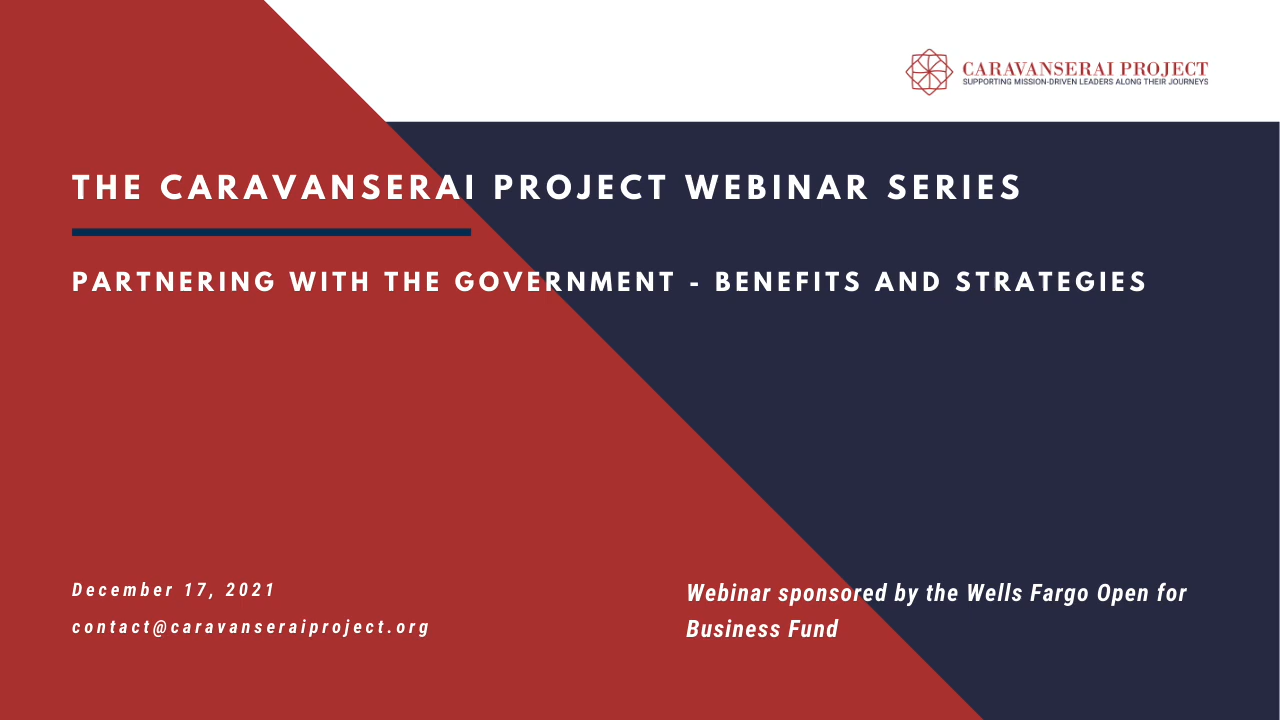 CARAVANSERAI PROJECT
SUPPORTING MISSION-DRIVEN LEADERS ALONG THEIR JOURNEYS
THE CARAVANSERAI PROJECT WEBINAR SERIES
PARTNERING WITH THE GOVERNMENT - BENEFITS AND STRATEGIES
December 17, 2021
contact@caravanseraiproject.org
Webinar sponsored by the Wells Fargo Open for
Business Fund